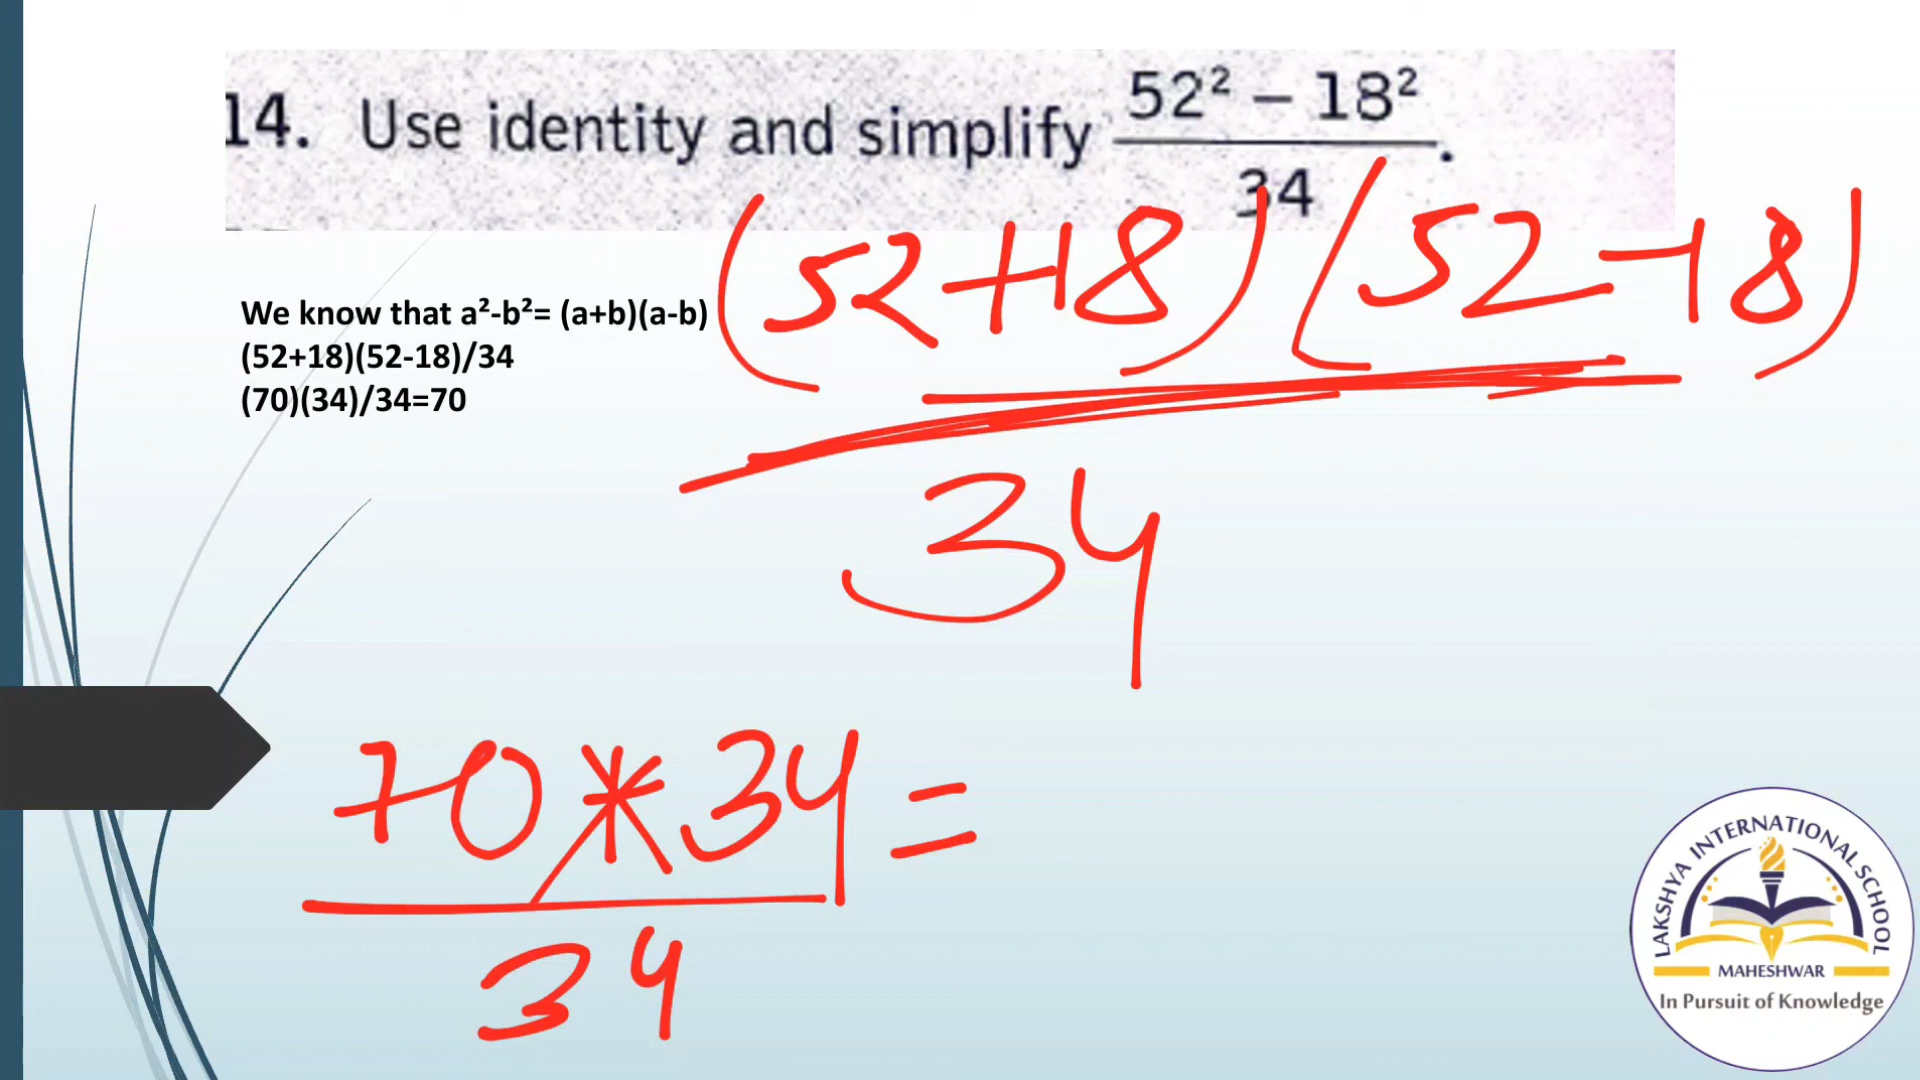 14. Use identity and simplify 52² – 18² / 34 .
(52+18) (52-18)
34
We know that a²-b²= (a+b)(a-b)
(52+18)(52-18)/34
(70)(34)/34=70
70*34=
34
LAKSHYA INTERNATIONAL SCHOOL
MAHESHWAR
In Pursuit of Knowledge